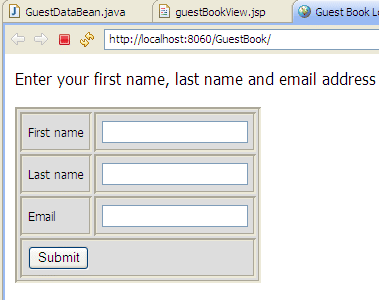 GuestDataBean.java guestBookView.jsp Guest Book Lo
http://localhost:8060/GuestBook/
Enter your first name, last name and email address
First name
Last name
Email
Submit